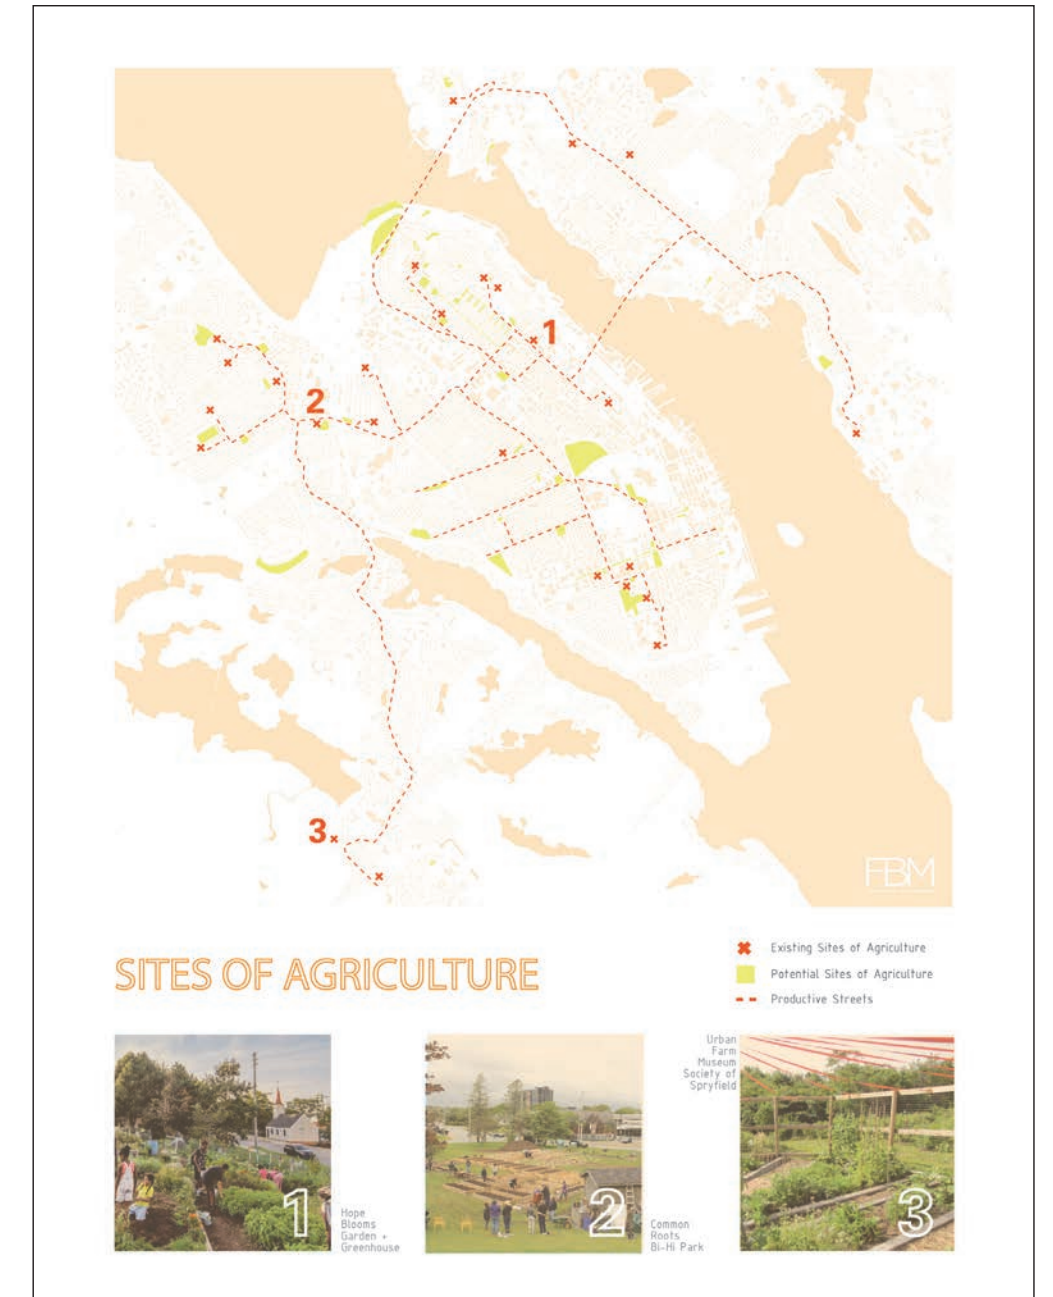 1
2
3
FBM
SITES OF AGRICULTURE
Existing Sites of Agriculture
Potential Sites of Agriculture
Productive Streets
1
Hope
Blooms
Garden +
Greenhouse
2
Common
Roots
Bi-Hi Park
Urban
Farm
Museum
Society of
Spryfield
3